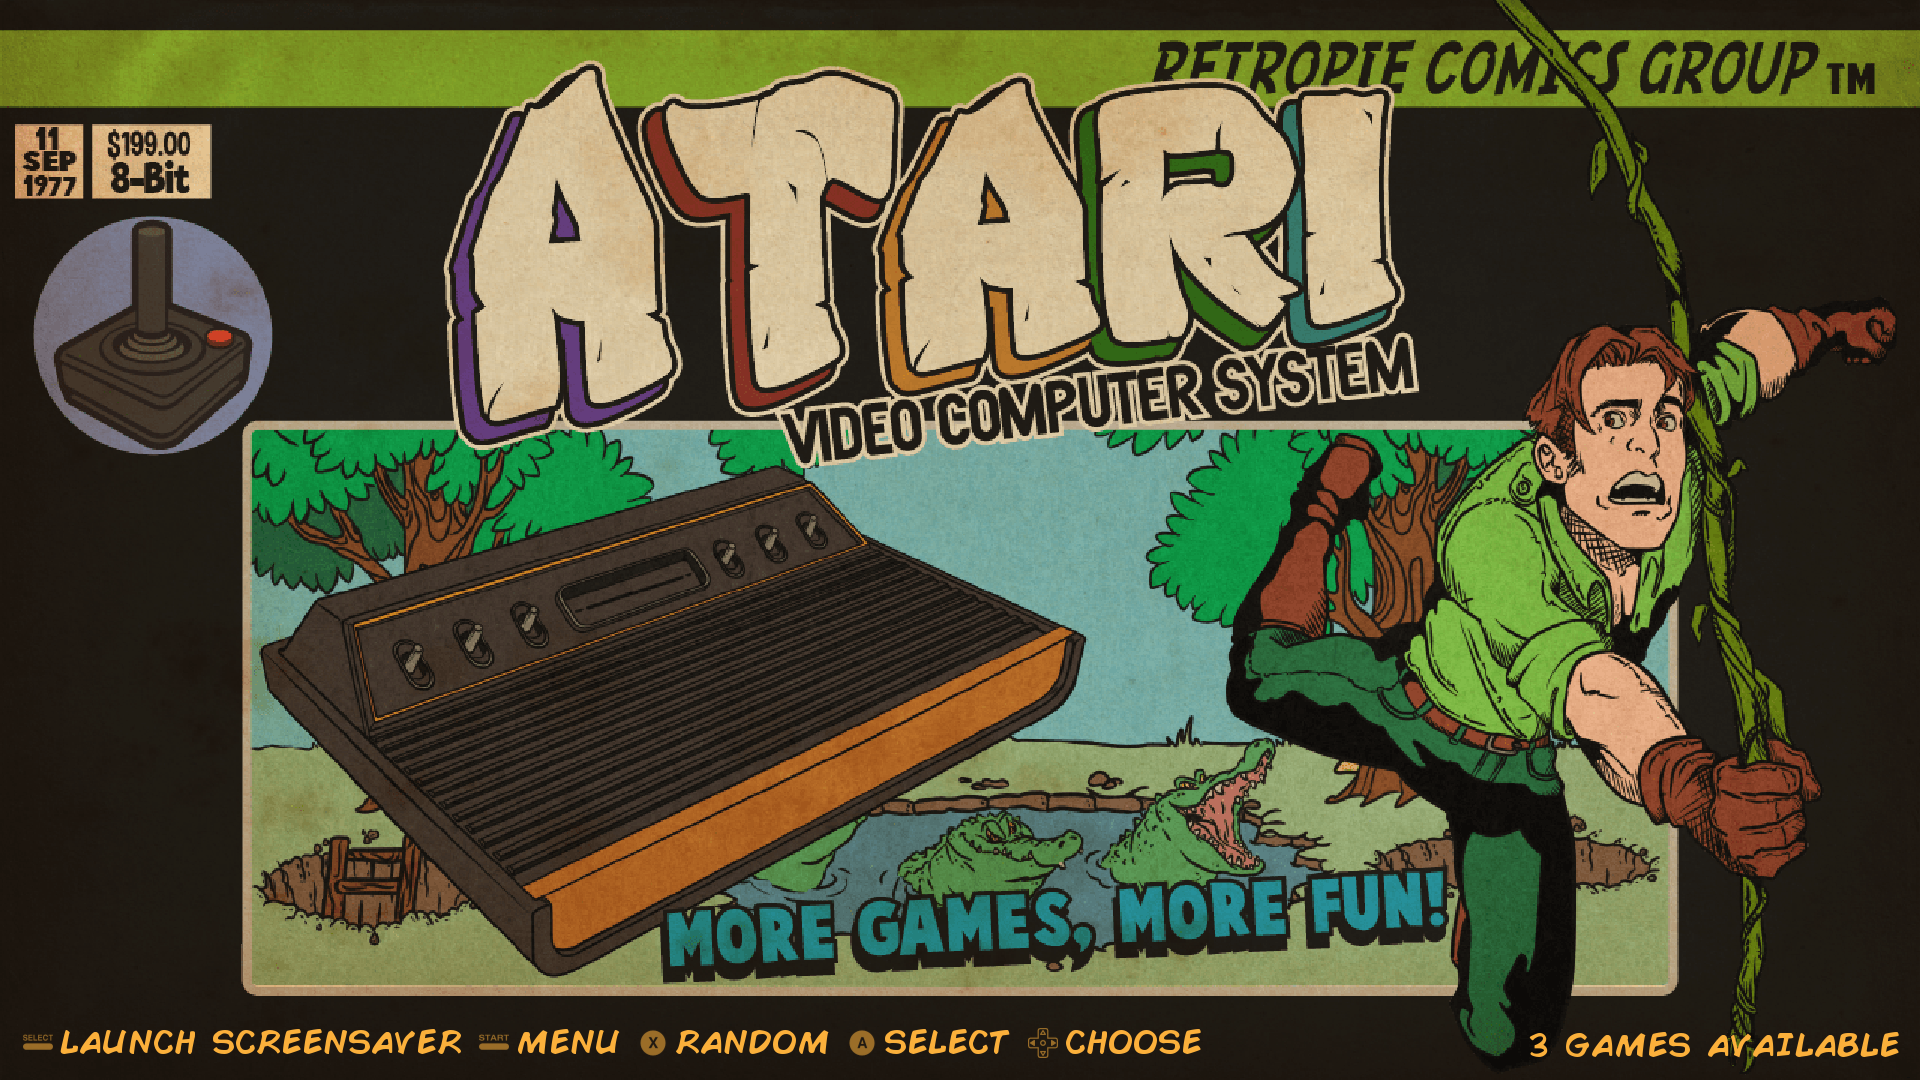 RETROPIE COMICS GROUP TM
11
SEP
1977
$199.00
8-Bit
ATARI
VIDEO COMPUTER SYSTEM
MORE GAMES, MORE FUN!
SELECT LAUNCH SCREENSAVER START MENU X RANDOM A SELECT CHOOSE
3 GAMES AVAILABLE